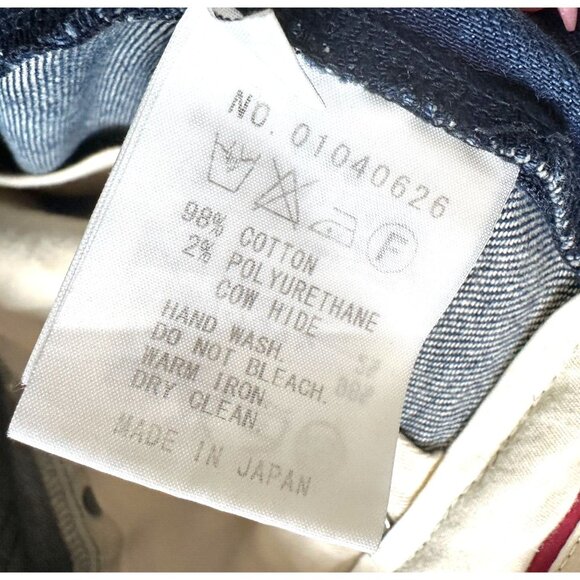 NO. 01040626
F
98% COTTON
2% POLYURETHANE
COW HIDE
HAND WASH.
DO NOT BLEACH.
WARM IRON.
DRY CLEAN.
MADE IN JAPAN